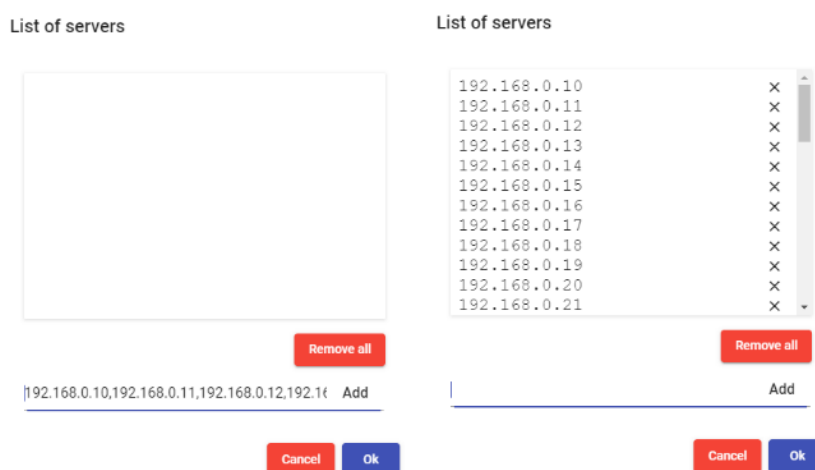 List of servers
Remove all
192.168.0.10,192.168.0.11,192.168.0.12,192.16
Add
Cancel
Ok
List of servers
192.168.0.10 ×
192.168.0.11 ×
192.168.0.12 ×
192.168.0.13 ×
192.168.0.14 ×
192.168.0.15 ×
192.168.0.16 ×
192.168.0.17 ×
192.168.0.18 ×
192.168.0.19 ×
192.168.0.20 ×
192.168.0.21 ×
Remove all
Add
Cancel
Ok